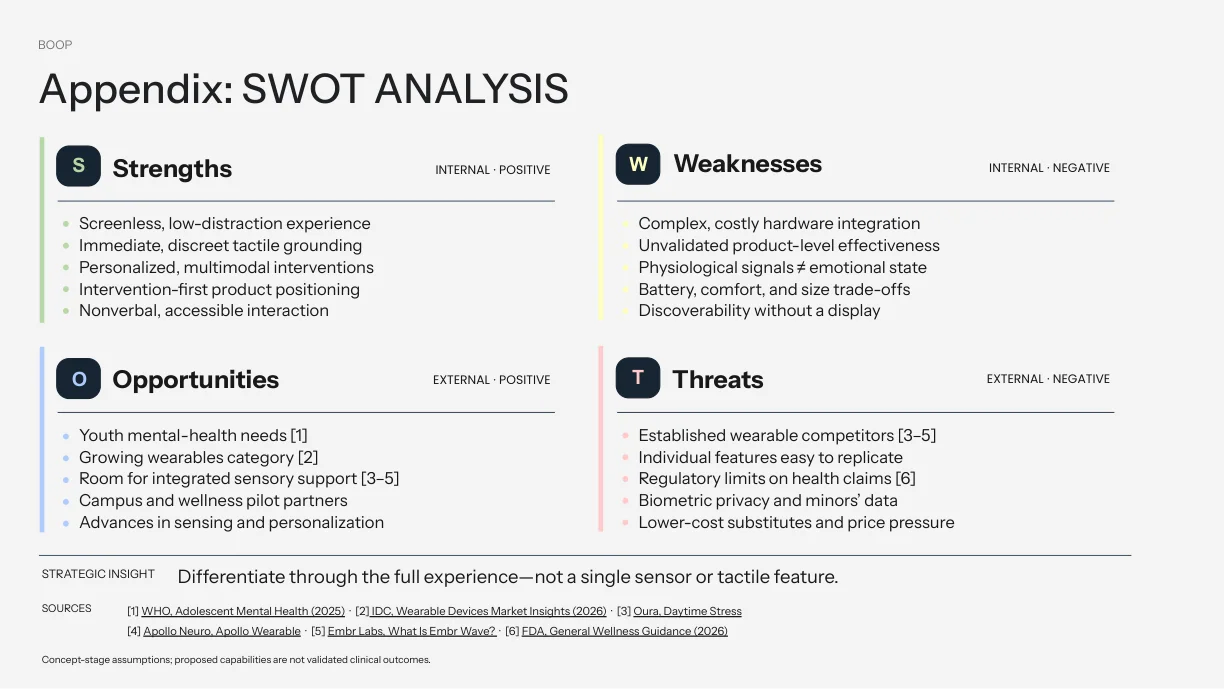 BOOP
Appendix: SWOT ANALYSIS
S
Strengths
INTERNAL · POSITIVE
Screenless, low-distraction experience
Immediate, discreet tactile grounding
Personalized, multimodal interventions
Intervention-first product positioning
Nonverbal, accessible interaction
W
Weaknesses
INTERNAL · NEGATIVE
Complex, costly hardware integration
Unvalidated product-level effectiveness
Physiological signals ≠ emotional state
Battery, comfort, and size trade-offs
Discoverability without a display
O
Opportunities
EXTERNAL · POSITIVE
Youth mental-health needs [1]
Growing wearables category [2]
Room for integrated sensory support [3–5]
Campus and wellness pilot partners
Advances in sensing and personalization
T
Threats
EXTERNAL · NEGATIVE
Established wearable competitors [3–5]
Individual features easy to replicate
Regulatory limits on health claims [6]
Biometric privacy and minors’ data
Lower-cost substitutes and price pressure
STRATEGIC INSIGHT
Differentiate through the full experience—not a single sensor or tactile feature.
SOURCES
[1] WHO, Adolescent Mental Health (2025) · [2] IDC, Wearable Devices Market Insights (2026) · [3] Oura, Daytime Stress
[4] Apollo Neuro, Apollo Wearable · [5] Embr Labs, What Is Embr Wave? · [6] FDA, General Wellness Guidance (2026)
Concept-stage assumptions; proposed capabilities are not validated clinical outcomes.